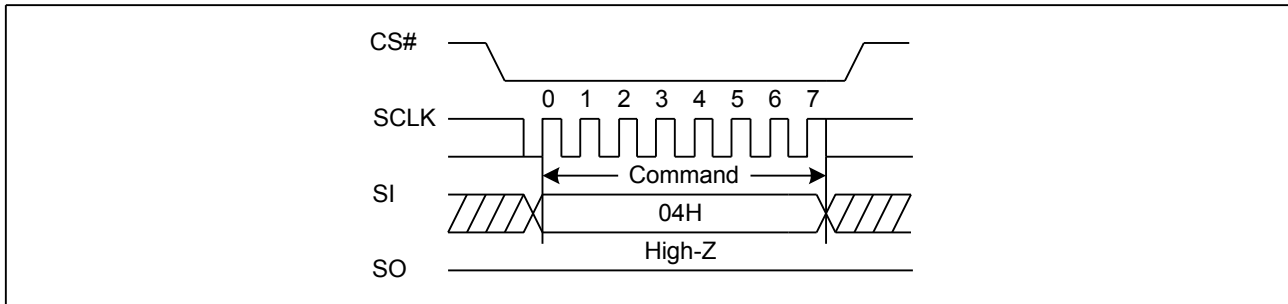 CS#
0 1 2 3 4 5 6 7
SCLK
Command
SI
04H
High-Z
SO